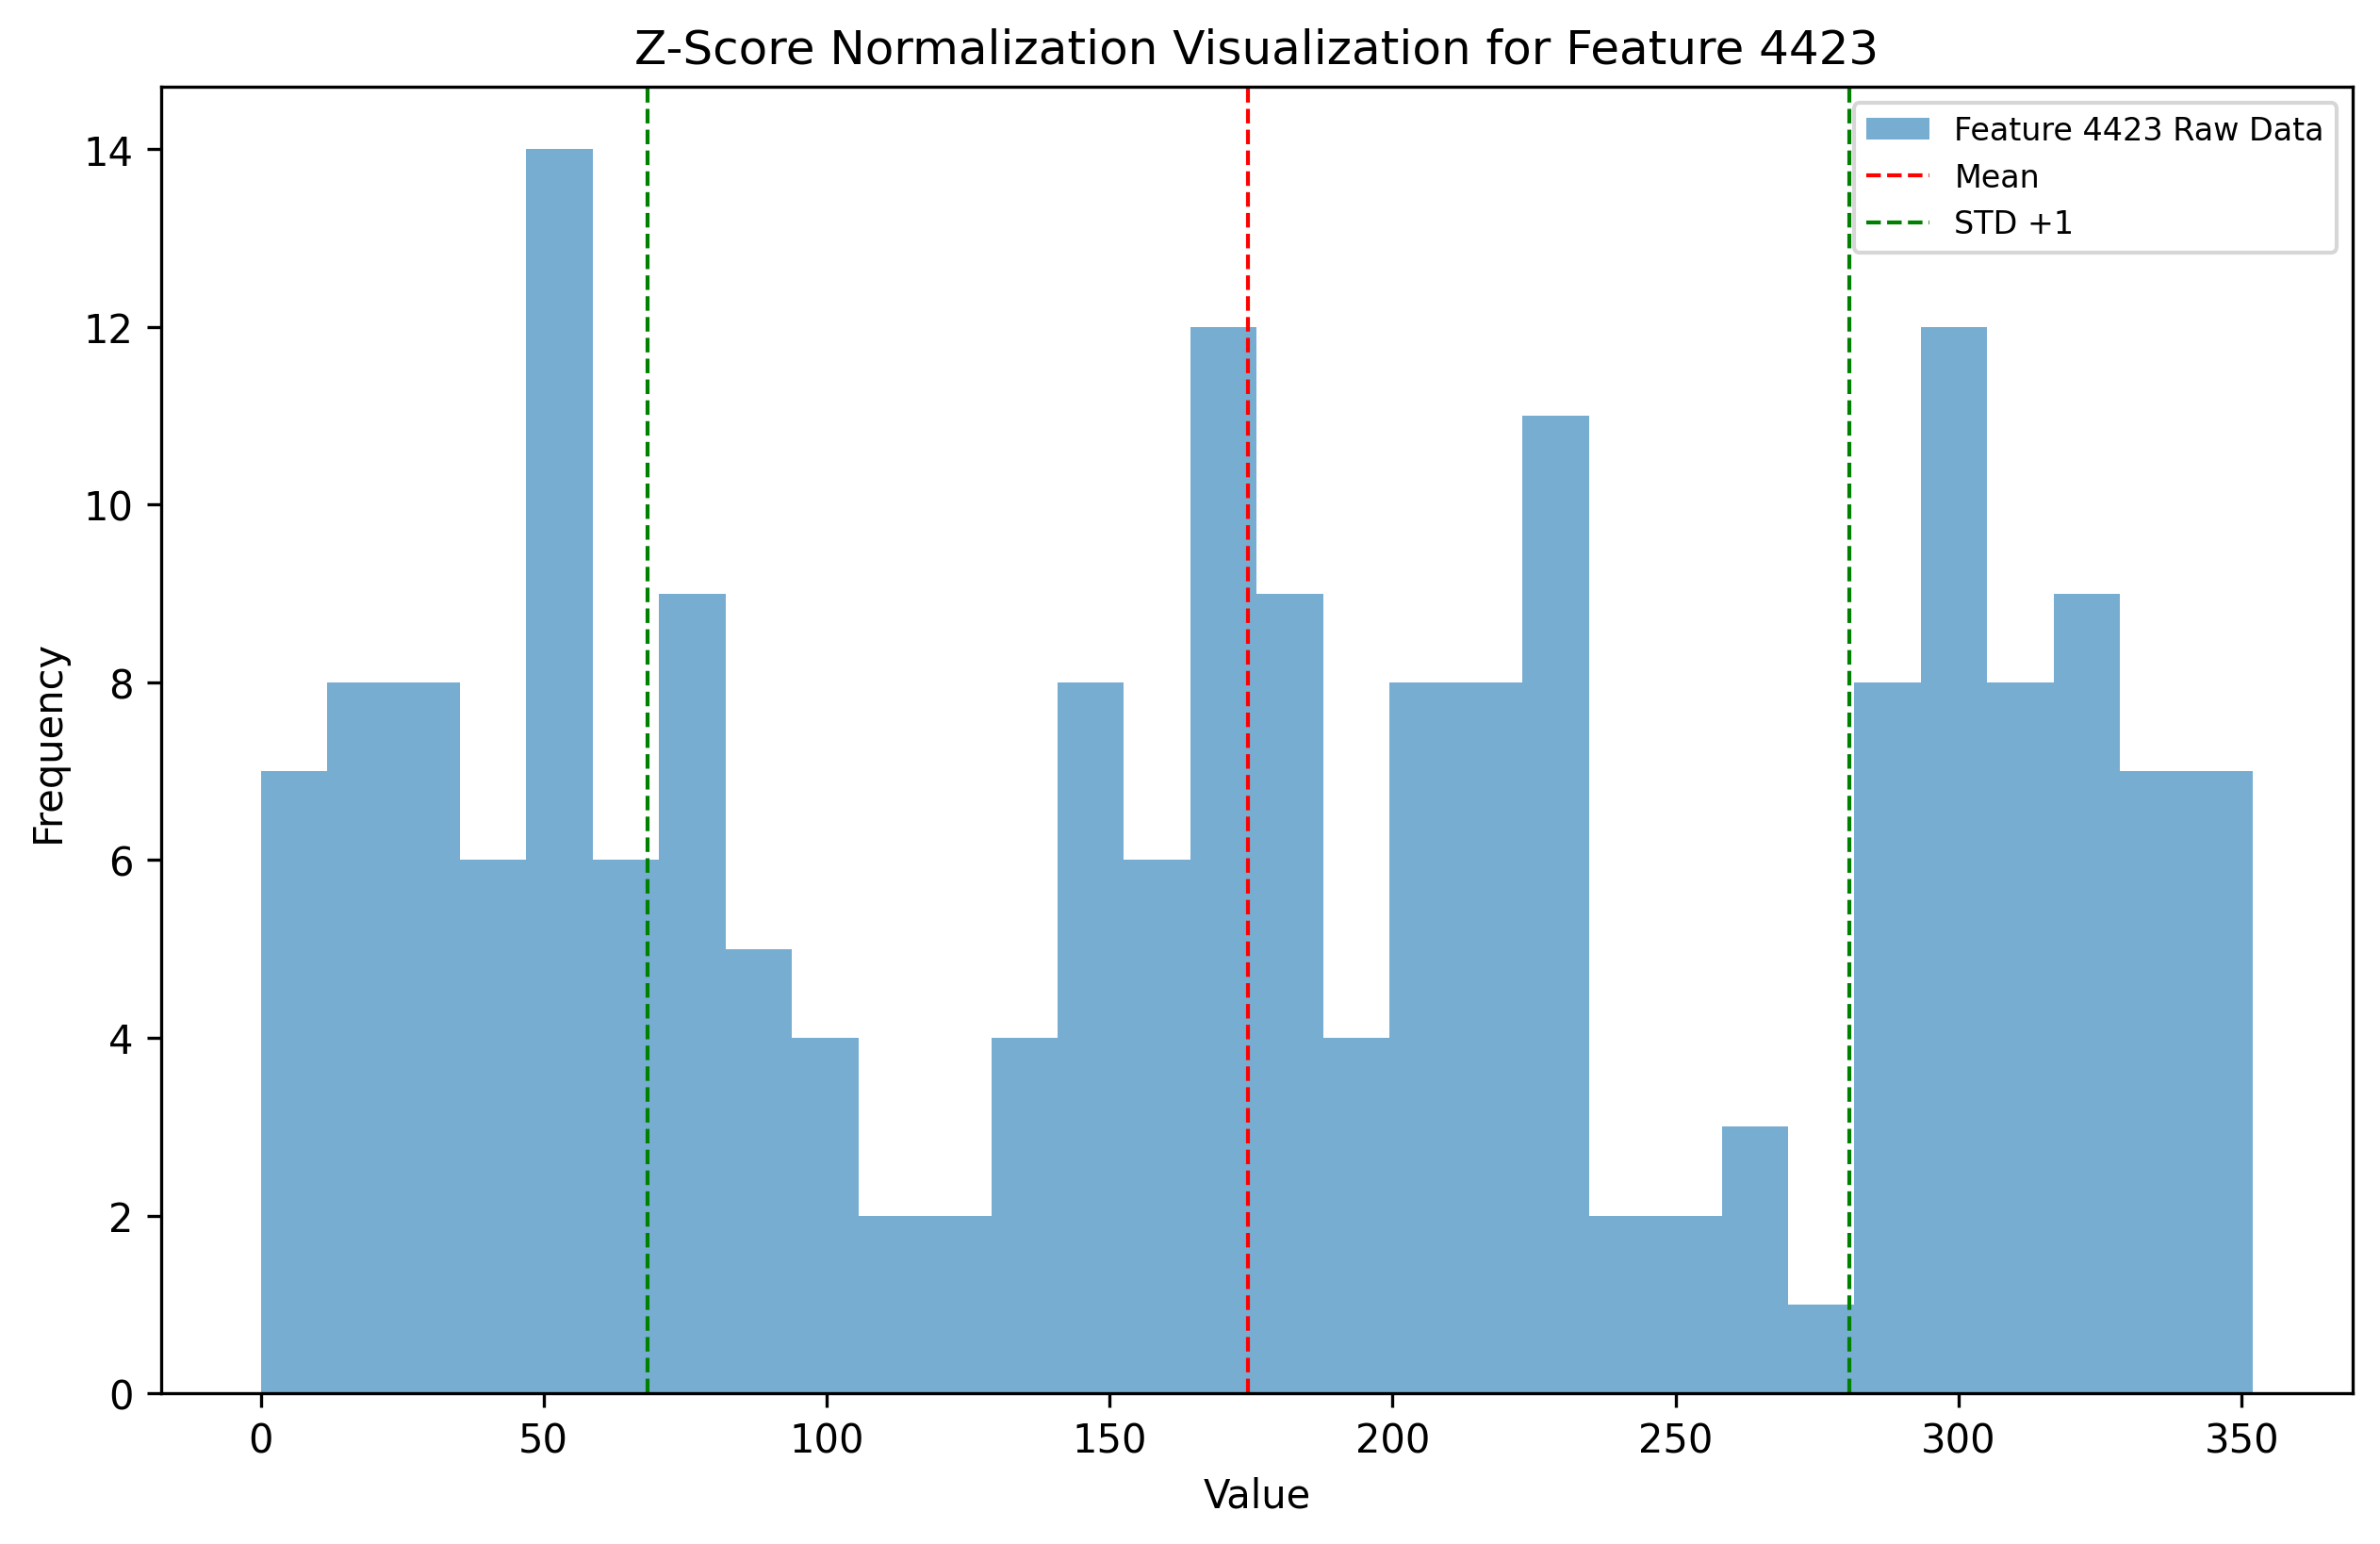 Z-Score Normalization Visualization for Feature 4423
Feature 4423 Raw Data
Mean
STD +1
14
12
10
8
6
4
2
0
Frequency
0 50 100 150 200 250 300 350
Value